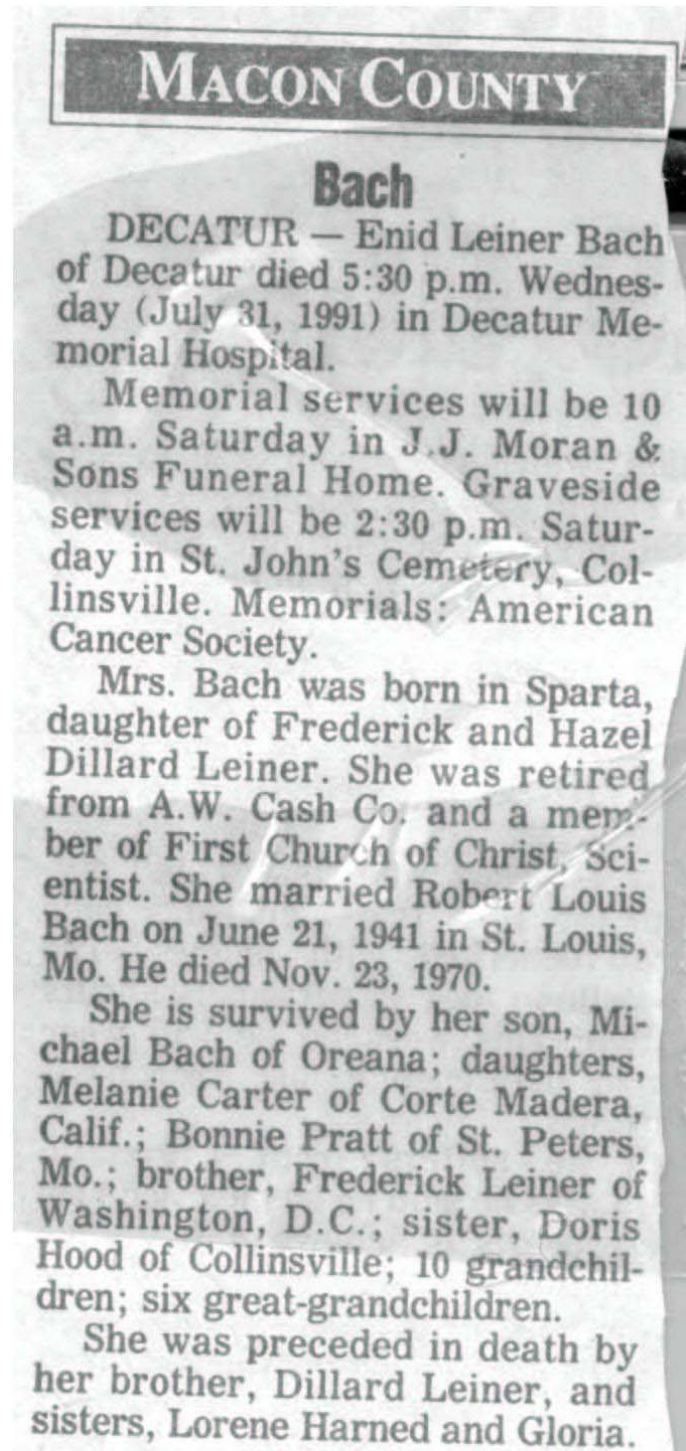 MACON COUNTY
Bach
DECATUR — Enid Leiner Bach
of Decatur died 5:30 p.m. Wednes-
day (July 31, 1991) in Decatur Me-
morial Hospital.
Memorial services will be 10
a.m. Saturday in J.J. Moran &
Sons Funeral Home. Graveside
services will be 2:30 p.m. Satur-
day in St. John's Cemetery, Col-
linsville. Memorials: American
Cancer Society.
Mrs. Bach was born in Sparta,
daughter of Frederick and Hazel
Dillard Leiner. She was retired
from A.W. Cash Co. and a mem-
ber of First Church of Christ, Sci-
entist. She married Robert Louis
Bach on June 21, 1941 in St. Louis,
Mo. He died Nov. 23, 1970.
She is survived by her son, Mi-
chael Bach of Oreana; daughters,
Melanie Carter of Corte Madera,
Calif.; Bonnie Pratt of St. Peters,
Mo.; brother, Frederick Leiner of
Washington, D.C.; sister, Doris
Hood of Collinsville; 10 grandchil-
dren; six great-grandchildren.
She was preceded in death by
her brother, Dillard Leiner, and
sisters, Lorene Harned and Gloria.